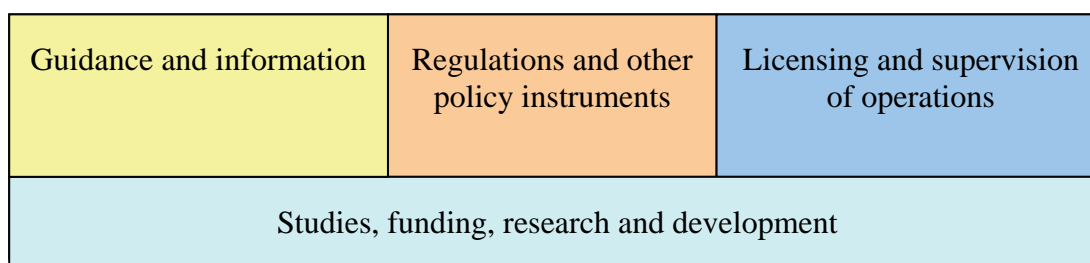 Guidance and information
Regulations and other
policy instruments
Licensing and supervision
of operations
Studies, funding, research and development